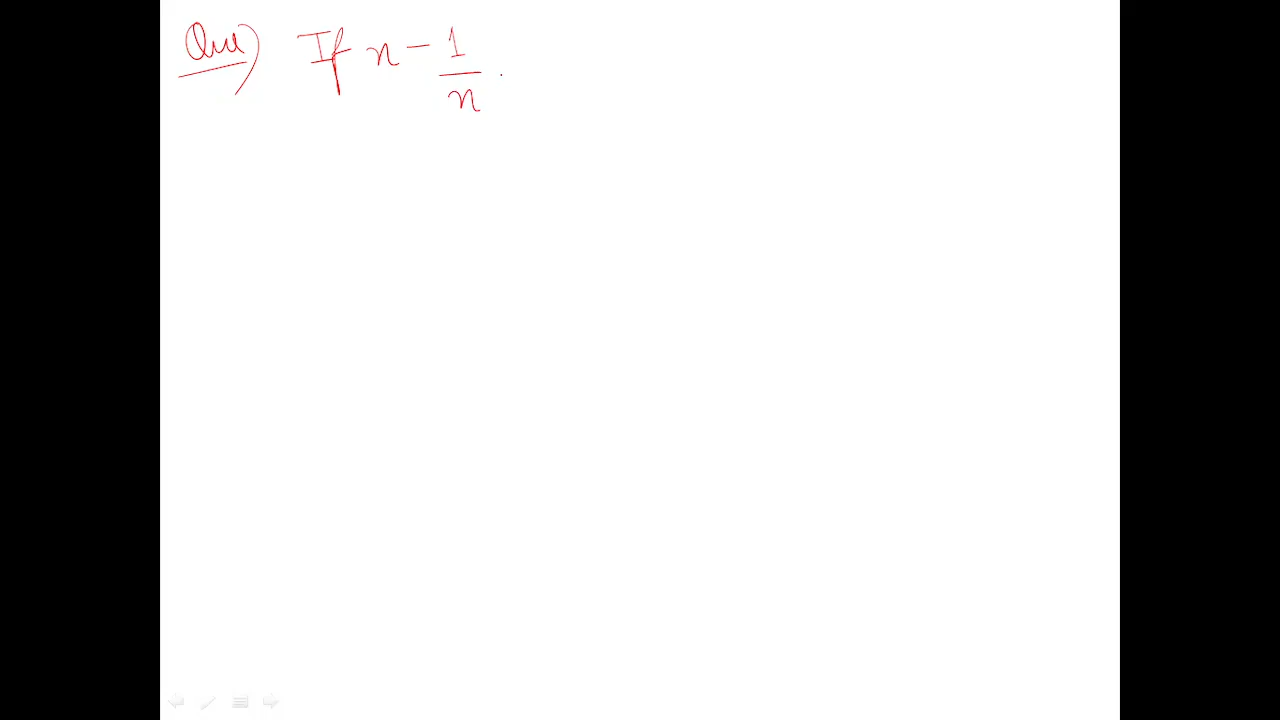 Que) If x - 1/x